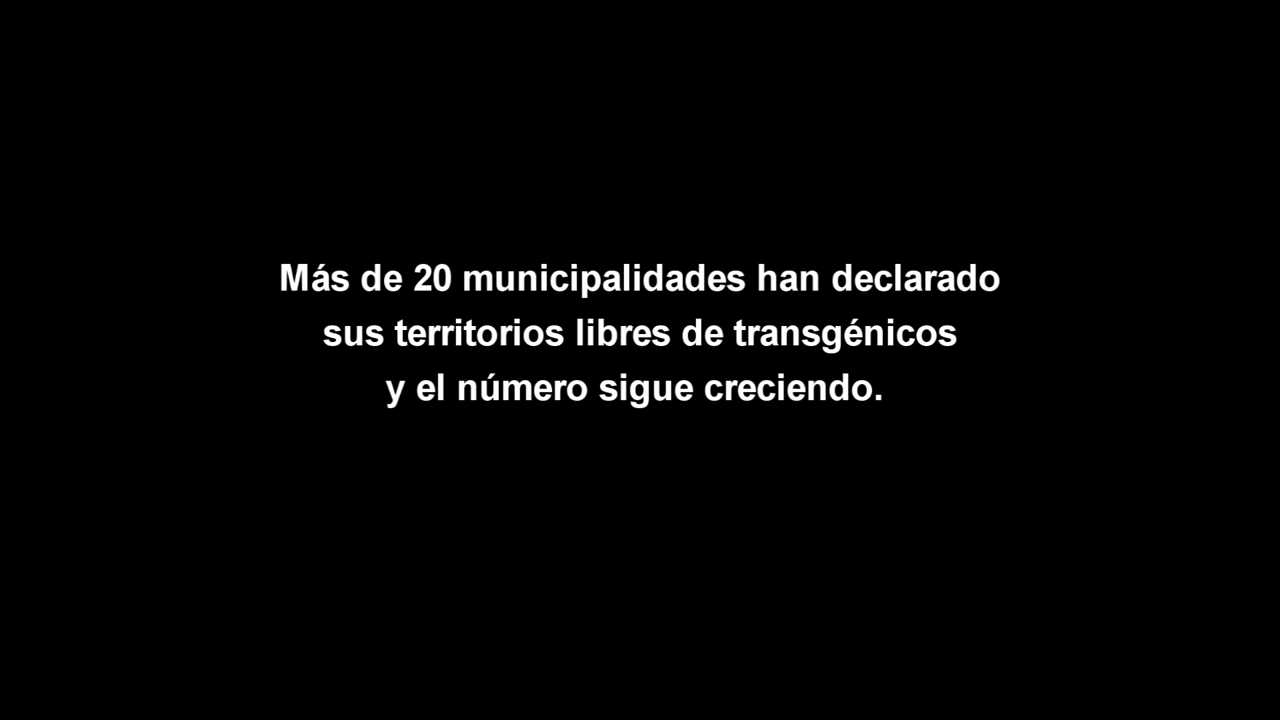 Más de 20 municipalidades han declarado
sus territorios libres de transgénicos
y el número sigue creciendo.